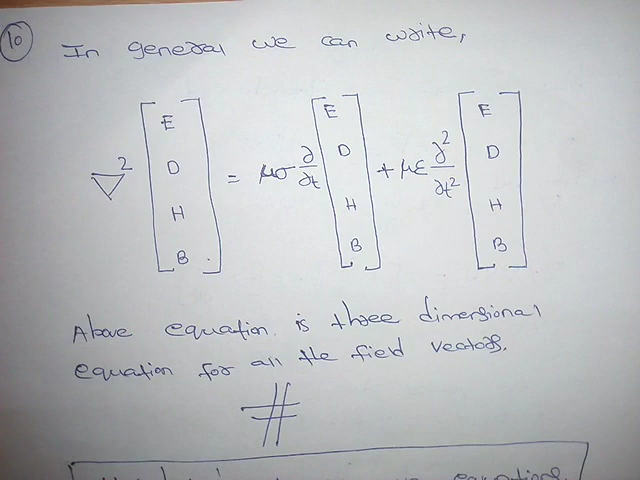 10
In general we can write,
∇² [E D H B] = μσ ∂/∂t [E D H B] + με ∂²/∂t² [E D H B]
Above equation is three dimensional
equation for all the field vectors.
#
equations